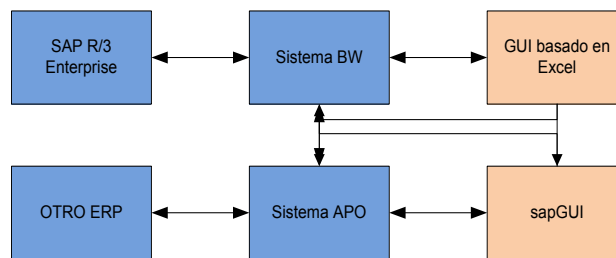 SAP R/3
Enterprise
Sistema BW
GUI basado en
Excel
OTRO ERP
Sistema APO
sapGUI